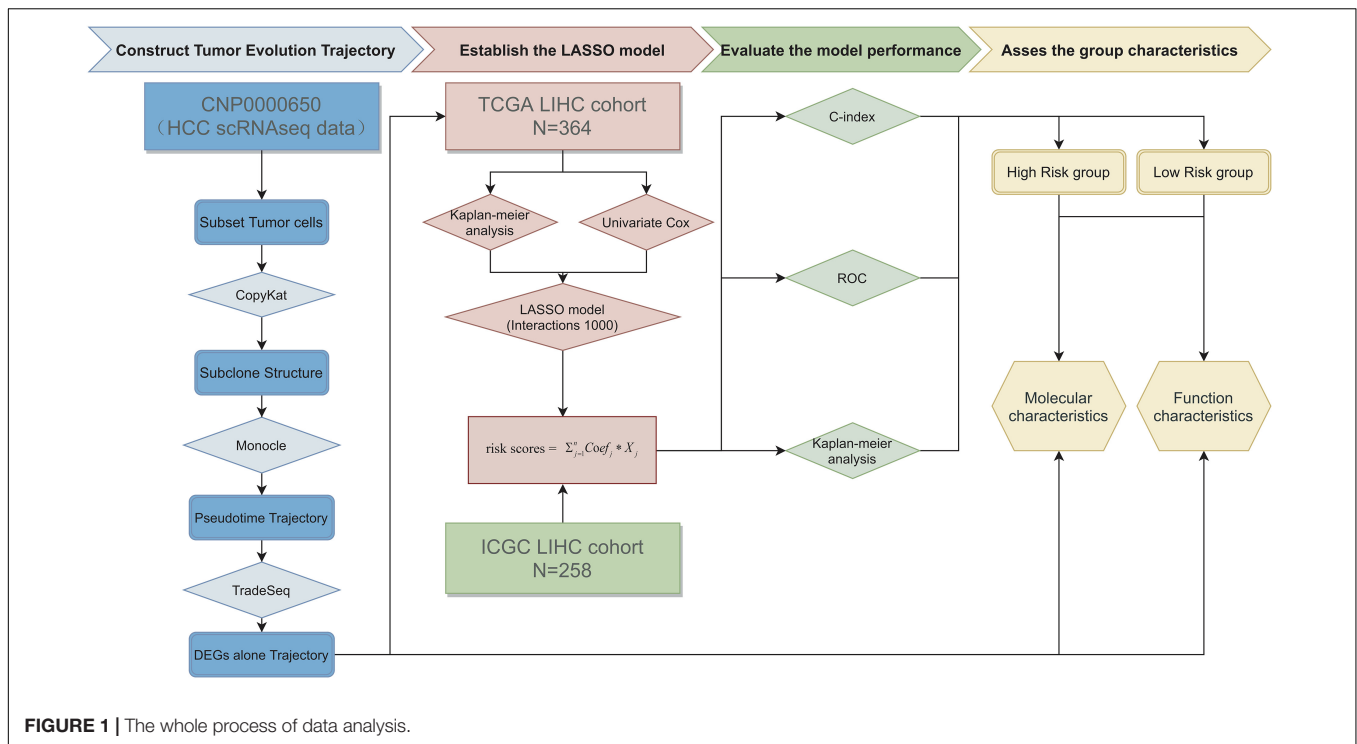 Construct Tumor Evolution Trajectory
Establish the LASSO model
Evaluate the model performance
Asses the group characteristics
CNP0000650
（HCC scRNAseq data）
Subset Tumor cells
CopyKat
Subclone Structure
Monocle
Pseudotime Trajectory
TradeSeq
DEGs alone Trajectory
TCGA LIHC cohort
N=364
Kaplan-meier
analysis
Univariate Cox
LASSO model
(Interactions 1000)
risk scores = Σⁿⱼ₌₁Coefⱼ * Xⱼ
ICGC LIHC cohort
N=258
C-index
ROC
Kaplan-meier
analysis
High Risk group
Low Risk group
Molecular
characteristics
Function
characteristics
FIGURE 1 | The whole process of data analysis.